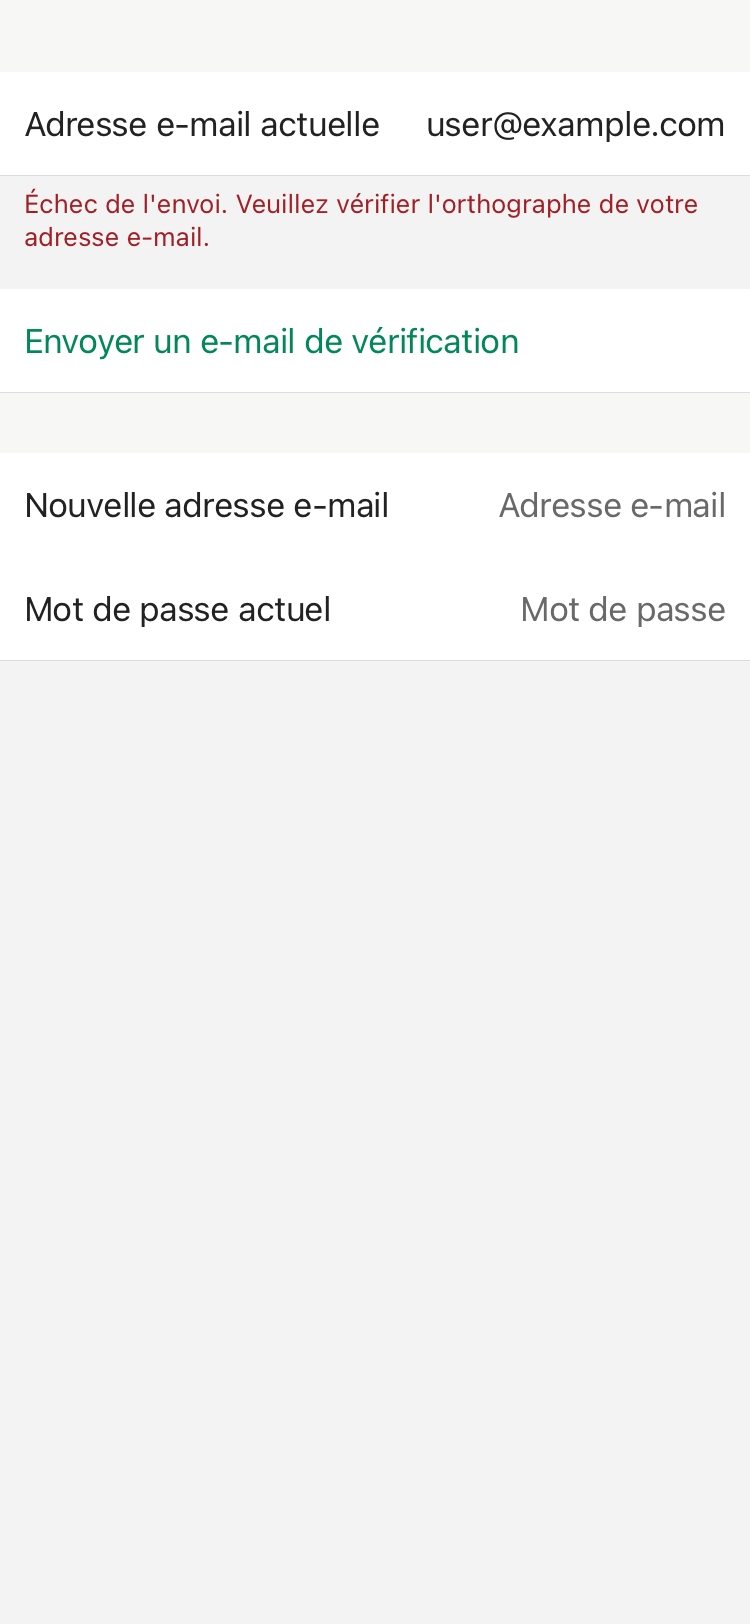 Adresse e-mail actuelle user@example.com
Échec de l'envoi. Veuillez vérifier l'orthographe de votre
adresse e-mail.
Envoyer un e-mail de vérification
Nouvelle adresse e-mail Adresse e-mail
Mot de passe actuel Mot de passe